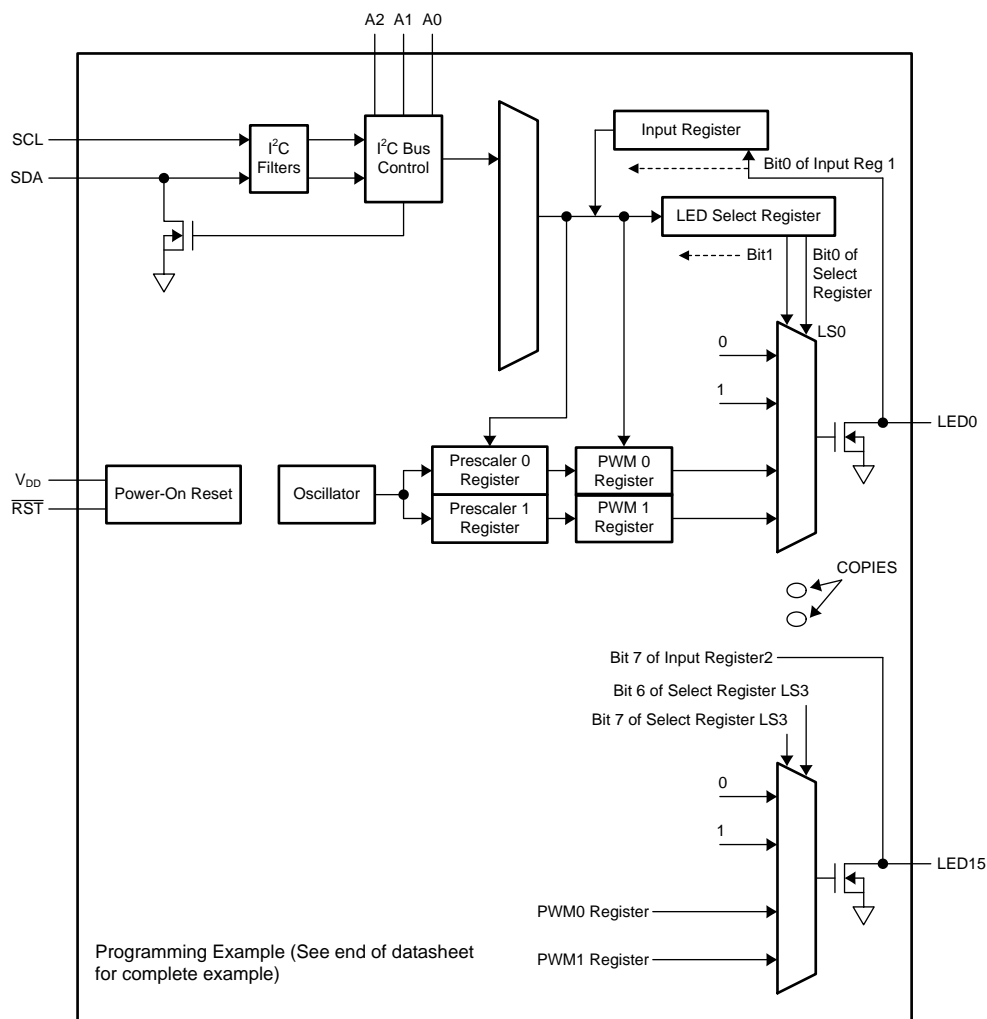 A2 A1 A0
SCL
SDA
I²C
Filters
I²C Bus
Control
Input Register
Bit0 of Input Reg 1
LED Select Register
Bit1
Bit0 of
Select
Register
LS0
0
1
LED0
Prescaler 0
Register
PWM 0
Register
V_DD
RST
Power-On Reset
Oscillator
Prescaler 1
Register
PWM 1
Register
COPIES
Bit 7 of Input Register2
Bit 6 of Select Register LS3
Bit 7 of Select Register LS3
0
1
LED15
PWM0 Register
PWM1 Register
Programming Example (See end of datasheet
for complete example)